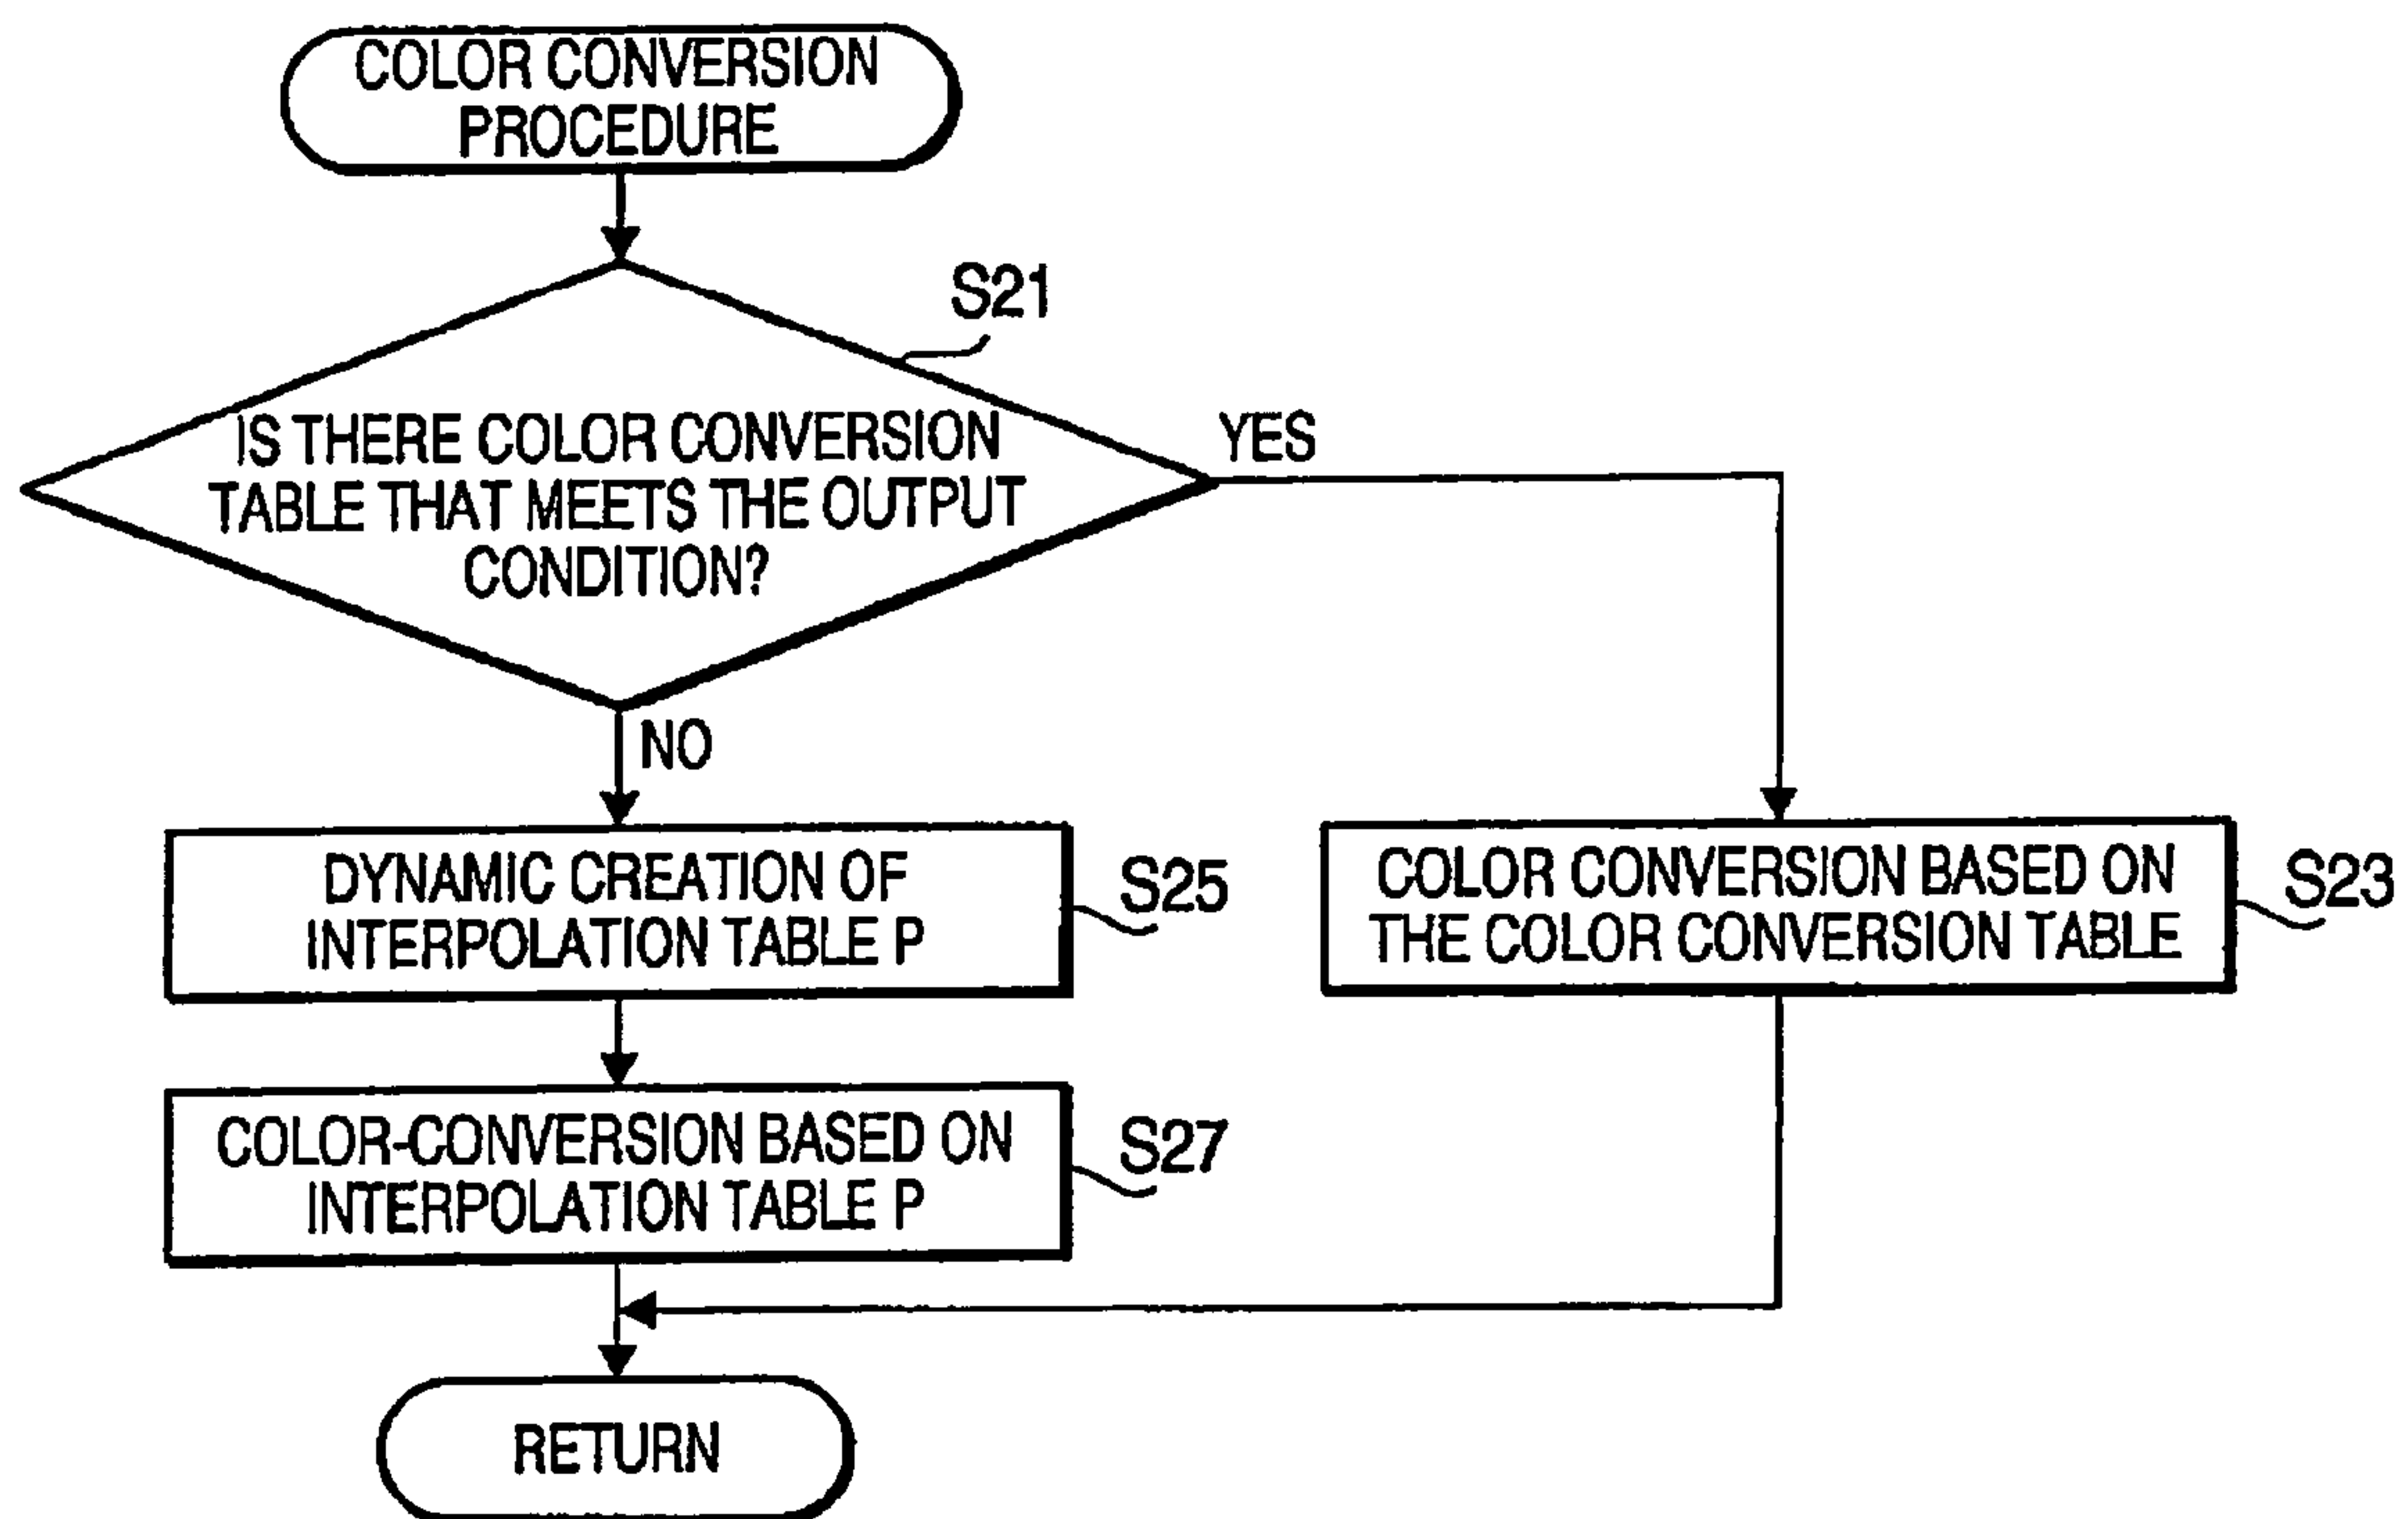 COLOR CONVERSION
PROCEDURE
S21
IS THERE COLOR CONVERSION
TABLE THAT MEETS THE OUTPUT
CONDITION?
YES
NO
DYNAMIC CREATION OF
INTERPOLATION TABLE P
S25
COLOR CONVERSION BASED ON
THE COLOR CONVERSION TABLE
S23
COLOR-CONVERSION BASED ON
INTERPOLATION TABLE P
S27
RETURN